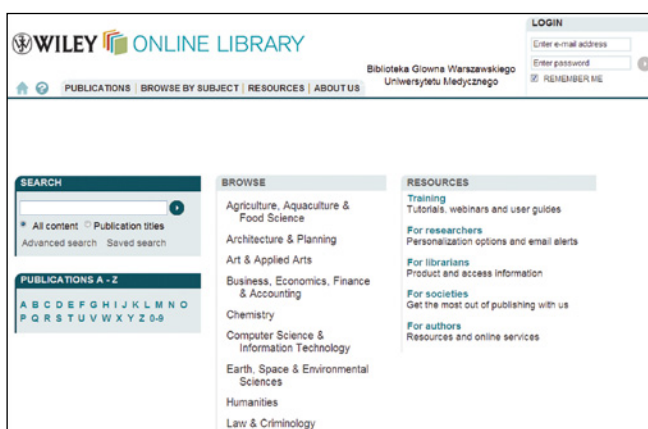 WILEY ONLINE LIBRARY
LOGIN
Enter e-mail address
Enter password
REMEMBER ME
Biblioteka Glowna Warszawskiego
Uniwersytetu Medycznego
PUBLICATIONS | BROWSE BY SUBJECT | RESOURCES | ABOUT US
SEARCH
All content Publication titles
Advanced search Saved search
PUBLICATIONS A - Z
A B C D E F G H I J K L M N O
P Q R S T U V W X Y Z 0-9
BROWSE
Agriculture, Aquaculture &
Food Science
Architecture & Planning
Art & Applied Arts
Business, Economics, Finance
& Accounting
Chemistry
Computer Science &
Information Technology
Earth, Space & Environmental
Sciences
Humanities
Law & Criminology
RESOURCES
Training
Tutorials, webinars and user guides
For researchers
Personalization options and email alerts
For librarians
Product and access information
For societies
Get the most out of publishing with us
For authors
Resources and online services